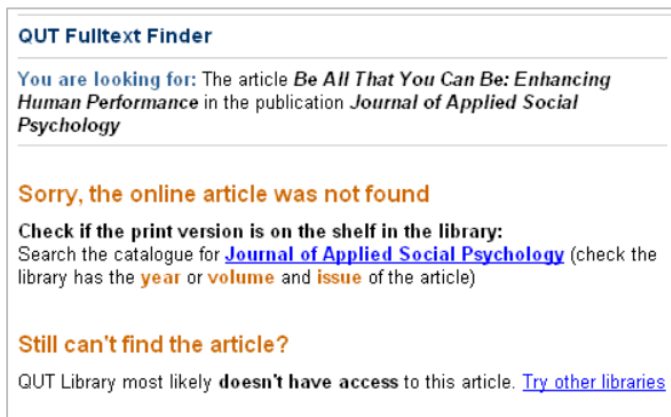 QUT Fulltext Finder
You are looking for: The article Be All That You Can Be: Enhancing
Human Performance in the publication Journal of Applied Social
Psychology
Sorry, the online article was not found
Check if the print version is on the shelf in the library:
Search the catalogue for Journal of Applied Social Psychology (check the
library has the year or volume and issue of the article)
Still can't find the article?
QUT Library most likely doesn't have access to this article. Try other libraries